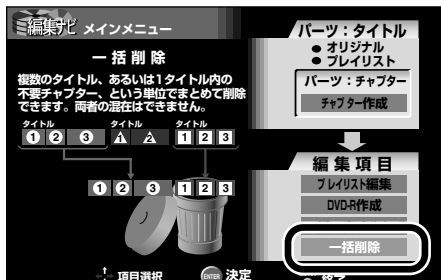 編集ナビ メインメニュー
一括削除
複数のタイトル、あるいは1タイトル内の
不要チャプター、という単位でまとめて削除
できます。両者の混在はできません。
タイトル タイトル タイトル
1 2 3 1 2 1 2 3
1 2 3 1 2 3
パーツ：タイトル
● オリジナル
● プレイリスト
パーツ：チャプター
チャプター作成
編集項目
プレイリスト編集
DVD-R作成
一括削除
項目選択 ENTER 決定
終了